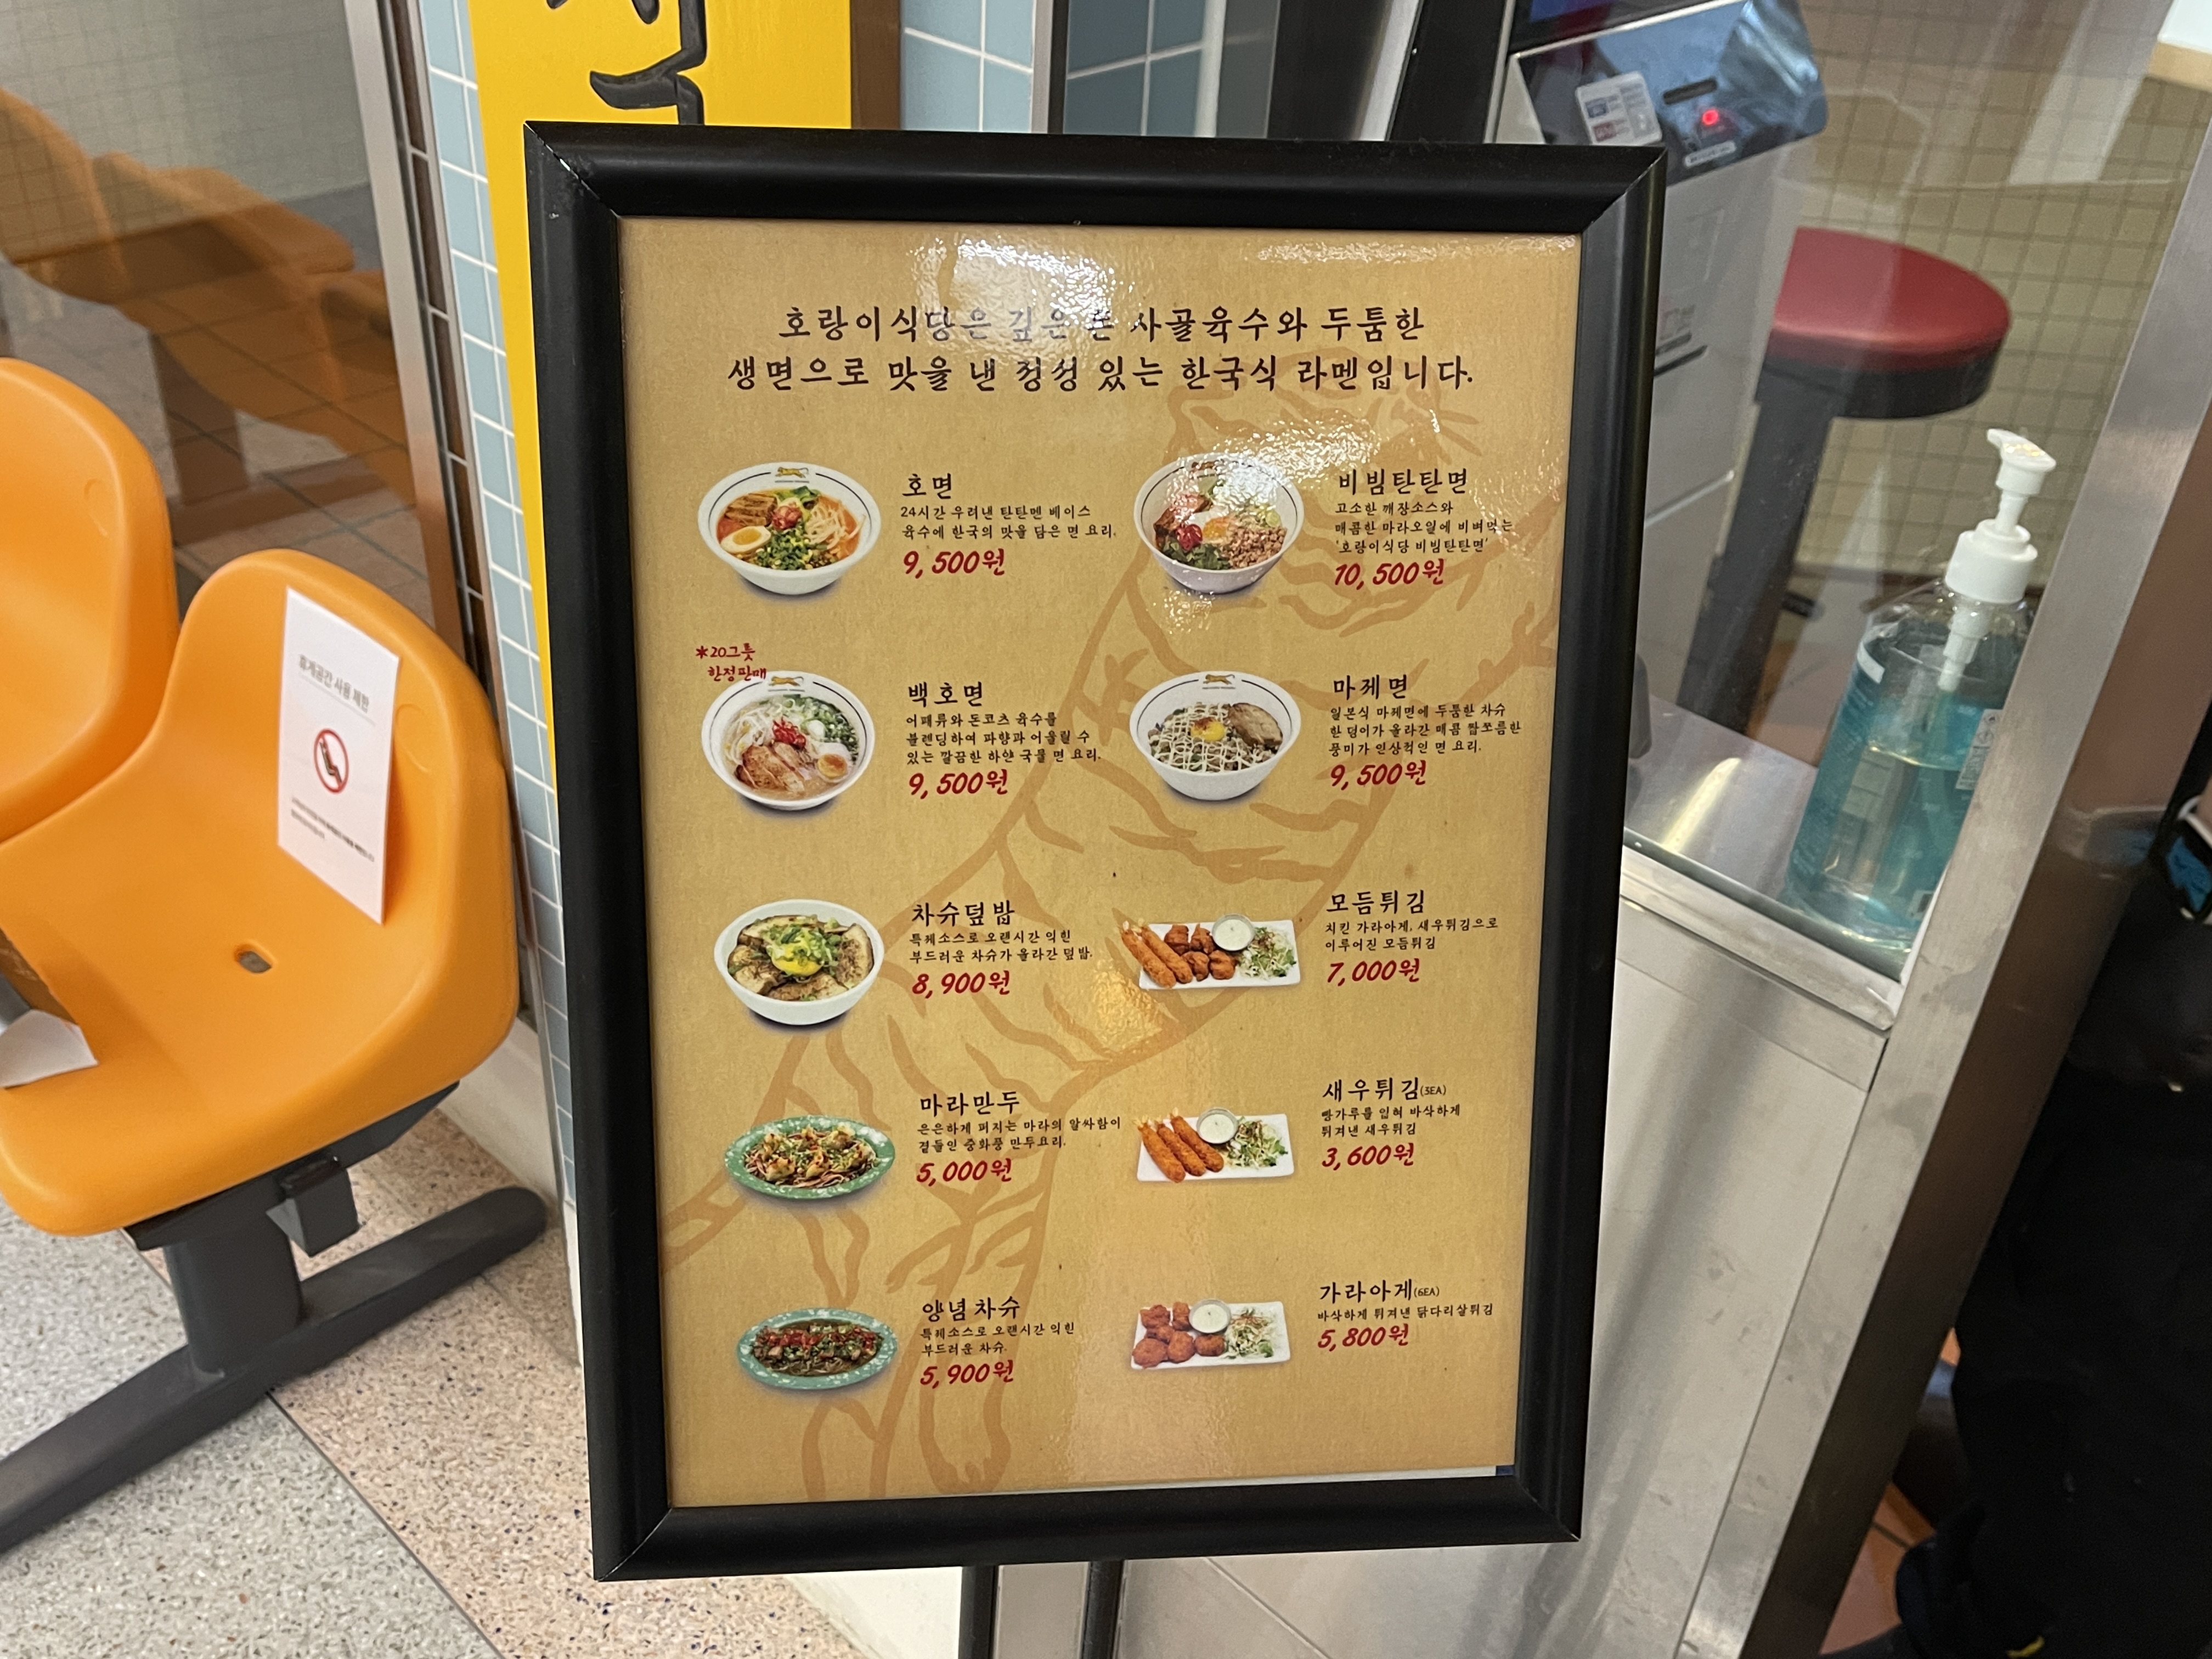 호랑이식당은 깊은 사골육수와 두툼한
생면으로 맛을 낸 정성 있는 한국식 라멘입니다.
호면
24시간 우려낸 탄탄멘 베이스
육수에 한국의 맛을 담은 면 요리.
9,500원
비빔탄탄면
고소한 깨장소스와
매콤한 마라오일에 비벼먹는
'호랑이식당 비빔탄탄면'
10,500원
*20그릇
한정판매
백호면
어패류와 돈코츠 육수를
블렌딩하여 파향과 어울릴 수
있는 깔끔한 하얀 국물 면 요리.
9,500원
마제면
일본식 마제면에 두툼한 차슈
한 덩이가 올라간 매콤 짭쪼름한
풍미가 인상적인 면 요리.
9,500원
차슈덮밥
특제소스로 오랜시간 익힌
부드러운 차슈가 올라간 덮밥.
8,900원
모듬튀김
치킨 가라아게, 새우튀김으로
이루어진 모듬튀김
7,000원
마라만두
은은하게 퍼지는 마라의 알싸함이
곁들인 중화풍 만두요리.
5,000원
새우튀김(3EA)
빵가루를 입혀 바삭하게
튀겨낸 새우튀김
3,600원
양념차슈
특제소스로 오랜시간 익힌
부드러운 차슈.
5,900원
가라아게(6EA)
바삭하게 튀겨낸 닭다리살튀김
5,800원
휴게공간 사용 제한